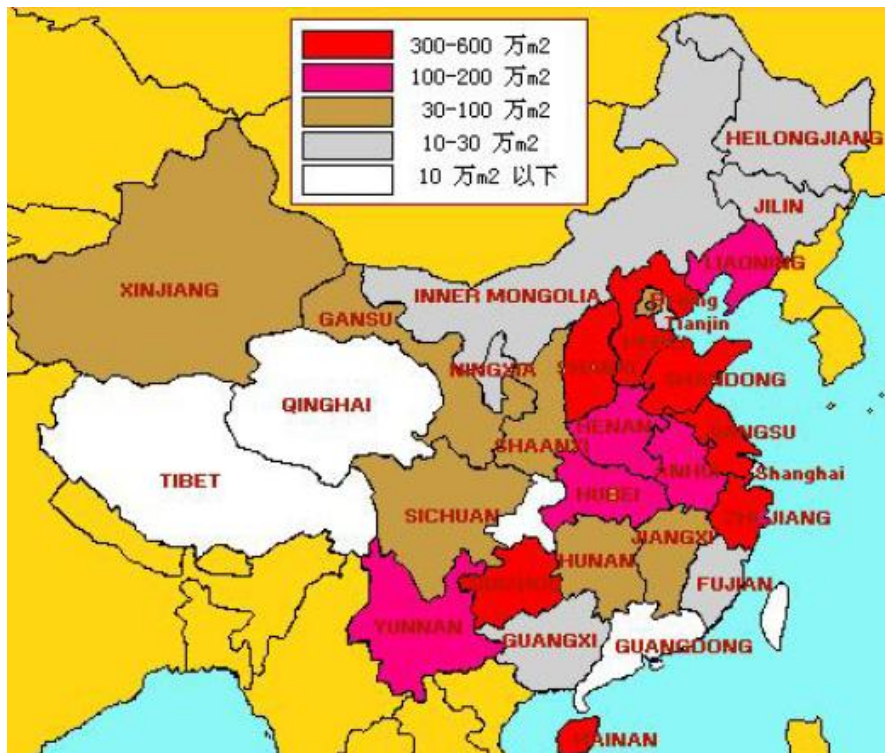 300-600 万m2
100-200 万m2
30-100 万m2
10-30 万m2
10 万m2 以下
HEILONGJIANG
JILIN
LIAONING
XINJIANG
INNER MONGOLIA
GANSU
Beijing
Tianjin
NINGXIA
SHANDONG
QINGHAI
HENAN
JIANGSU
SHAANXI
ANHUI
Shanghai
TIBET
HUBEI
SICHUAN
ZHEJIANG
JIANGXI
HUNAN
FUJIAN
YUNNAN
GUANGXI
GUANGDONG
HAINAN